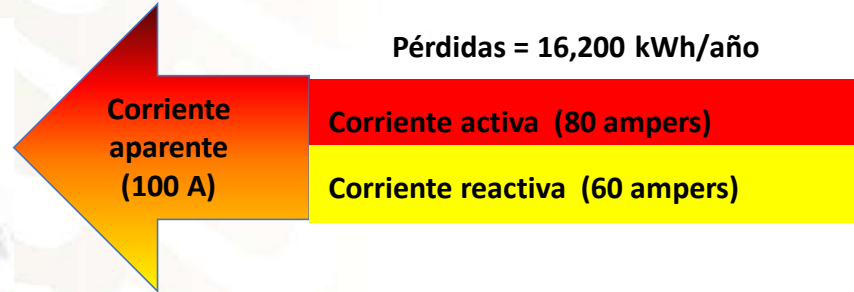 Pérdidas = 16,200 kWh/año
Corriente
aparente
(100 A)
Corriente activa (80 ampers)
Corriente reactiva (60 ampers)